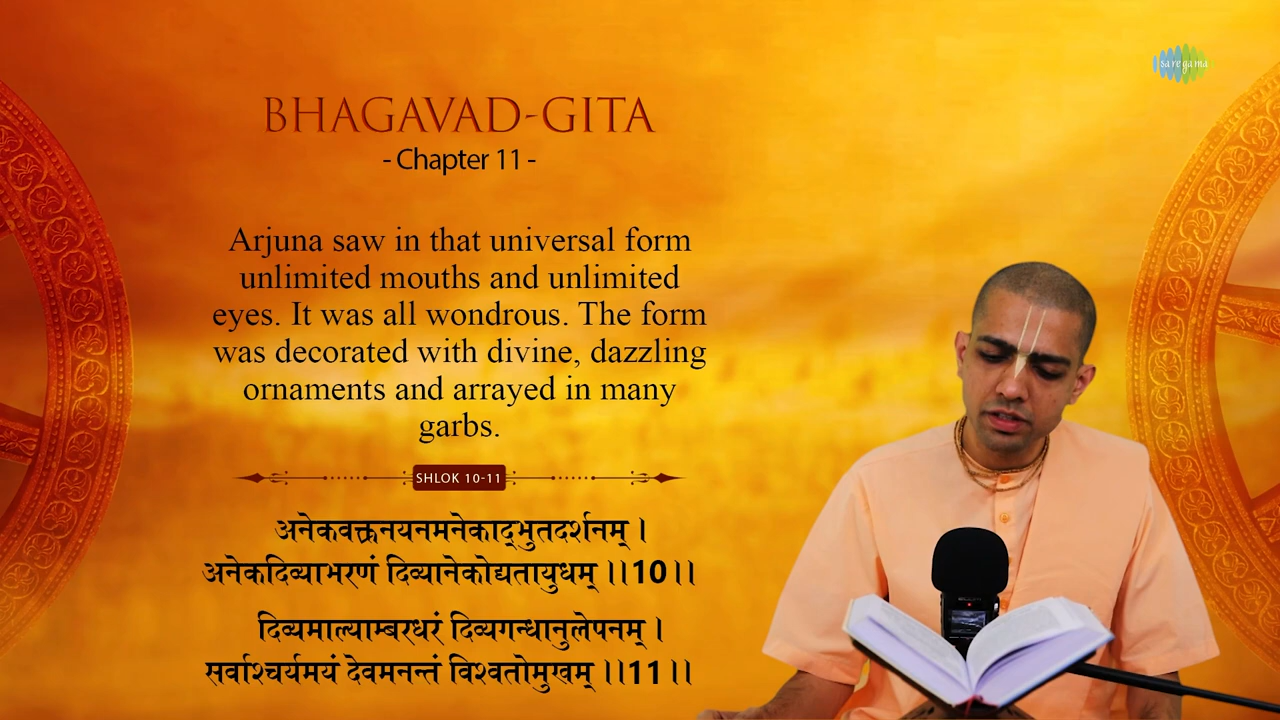 saregama
BHAGAVAD-GITA
- Chapter 11 -
Arjuna saw in that universal form
unlimited mouths and unlimited
eyes. It was all wondrous. The form
was decorated with divine, dazzling
ornaments and arrayed in many
garbs.
SHLOK 10-11
अनेकवक्त्रनयनमनेकाद्भुतदर्शनम् ।
अनेकदिव्याभरणं दिव्यानेकोद्यतायुधम् ।।10।।
दिव्यमाल्याम्बरधरं दिव्यगन्धानुलेपनम् ।
सर्वाश्चर्यमयं देवमनन्तं विश्वतोमुखम् ।।11।।